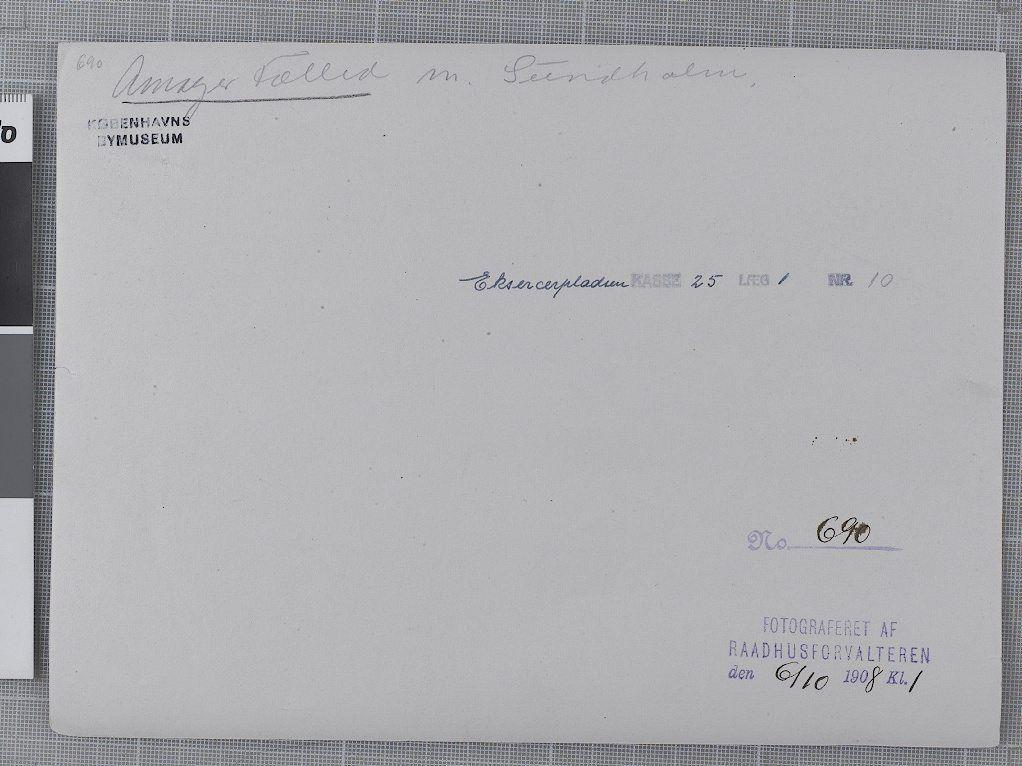 690
Amager Fælled m. Sundholm.
KØBENHAVNS
BYMUSEUM
Eksercerpladsen KASSE 25 LÆG 1 NR. 10
No. 690
FOTOGRAFERET AF
RAADHUSFORVALTEREN
den 6/10 1908 Kl. 1